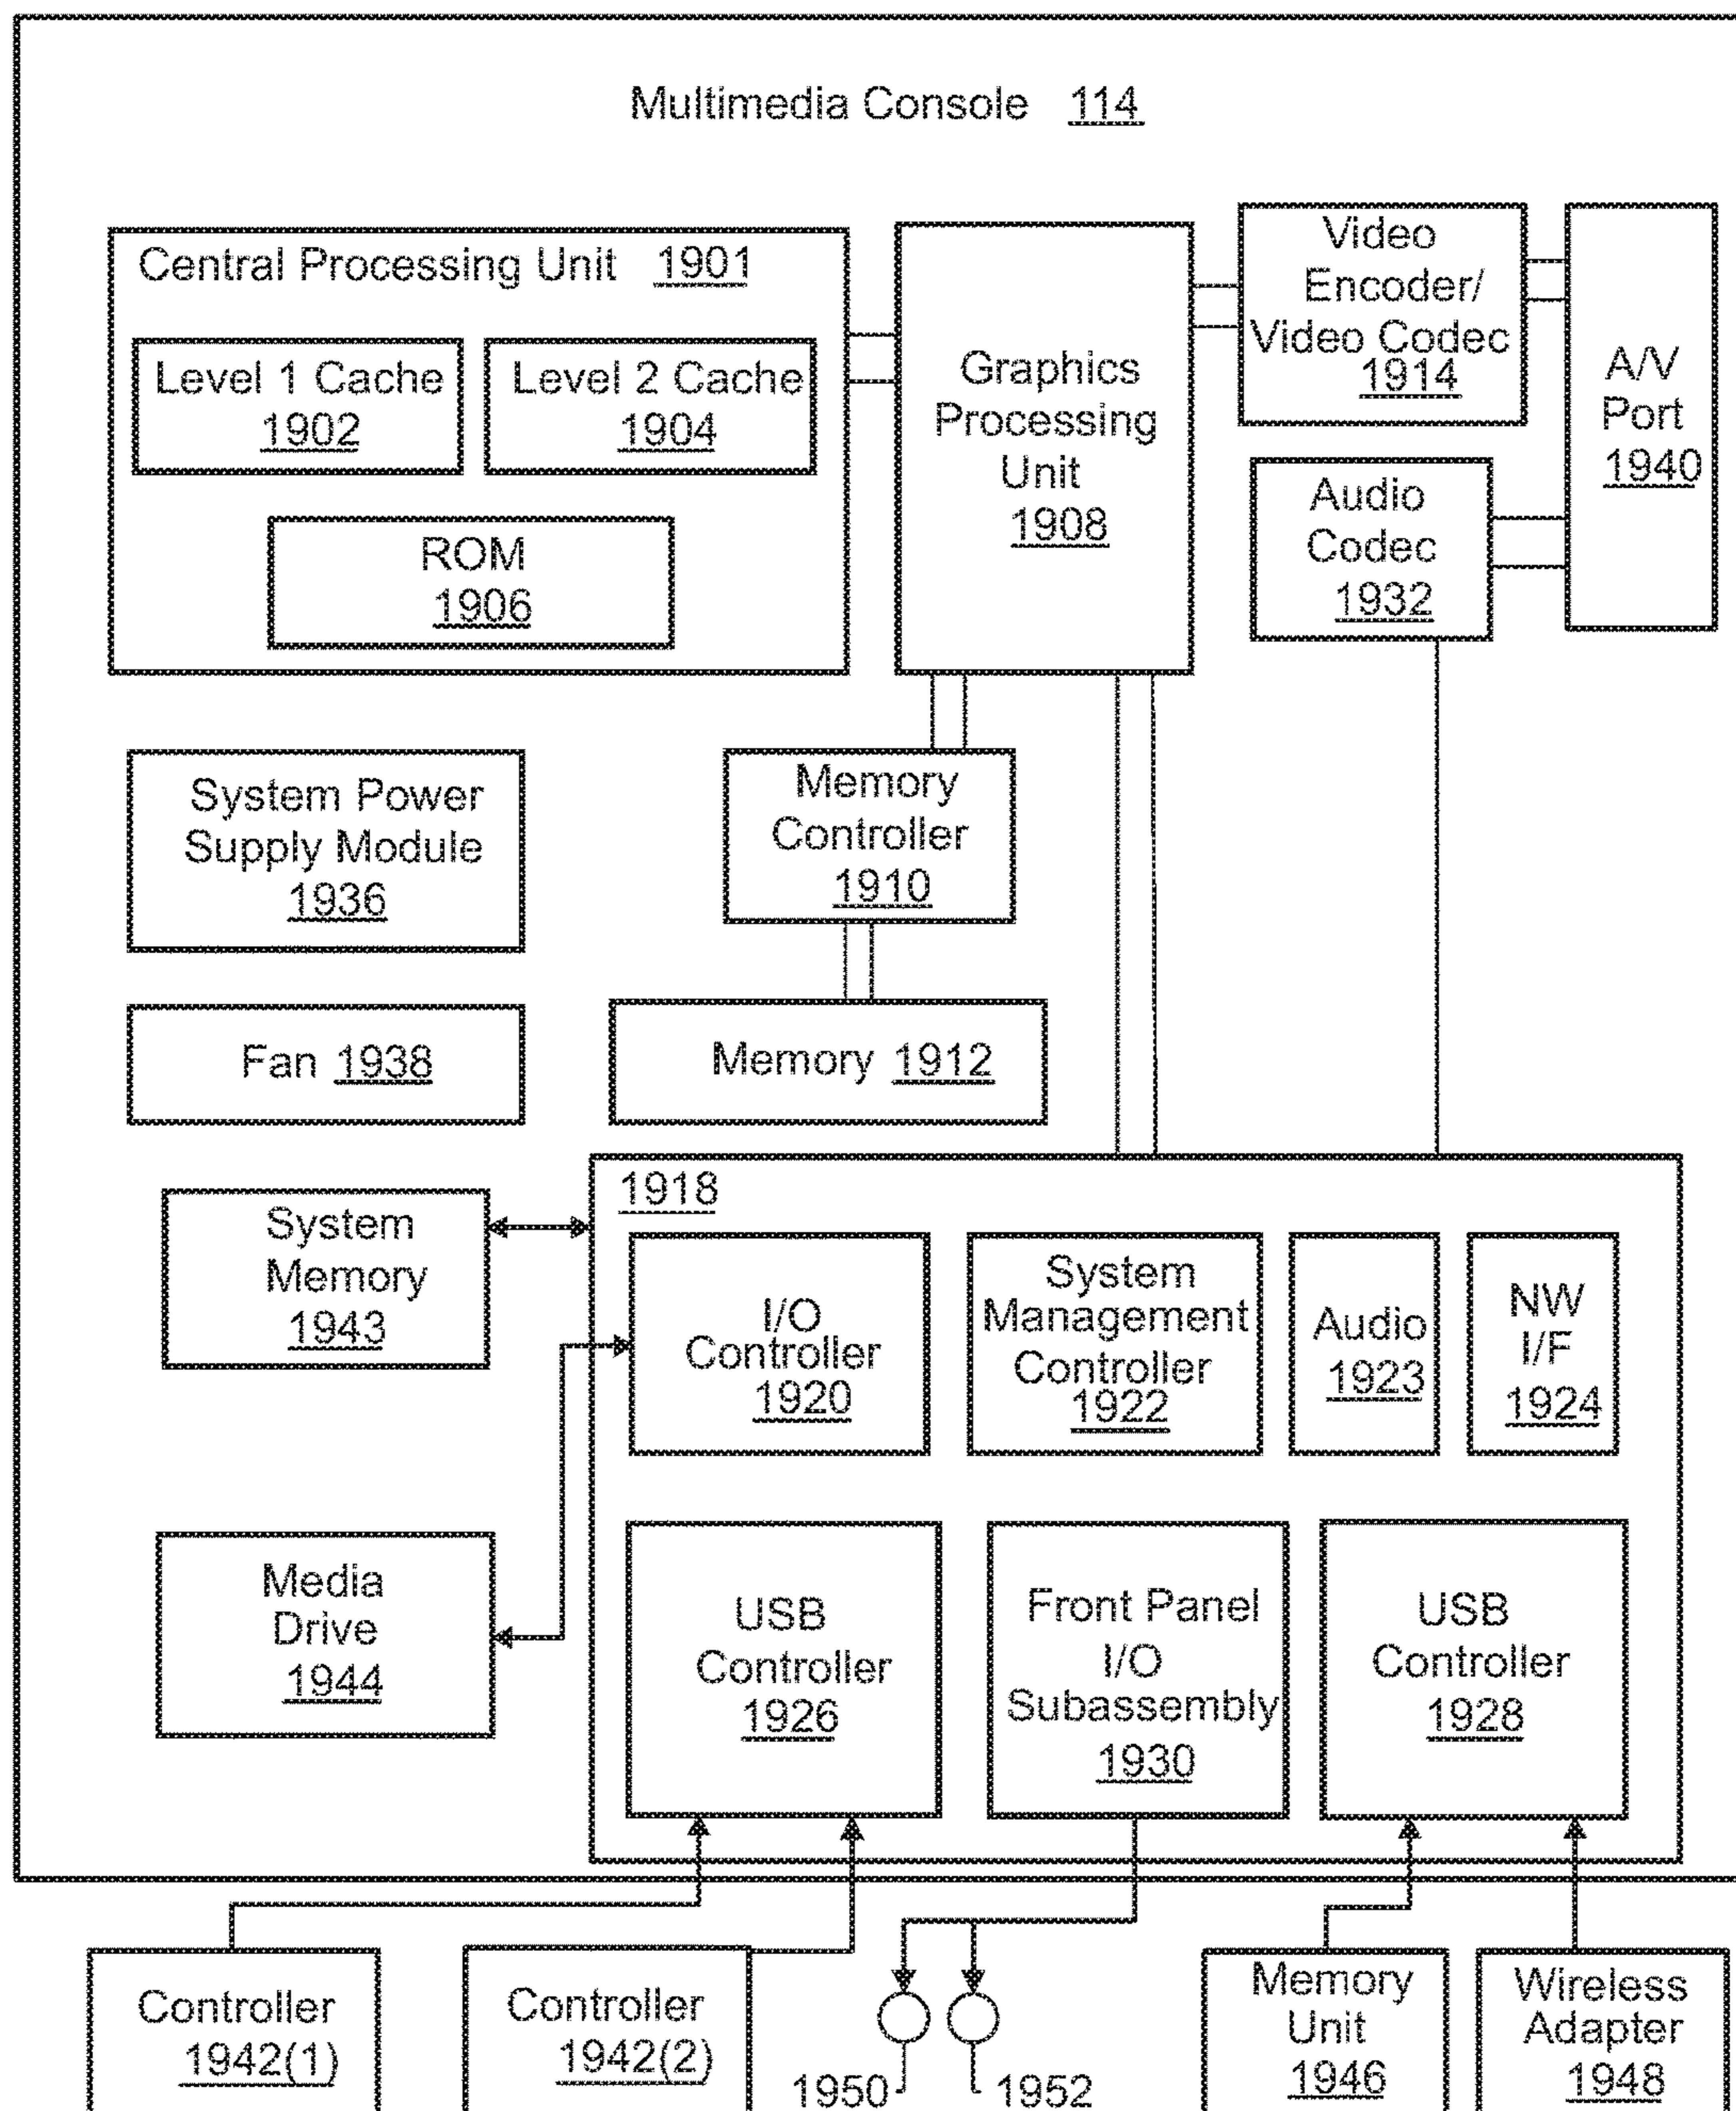 Multimedia Console 114
Central Processing Unit 1901
Level 1 Cache
1902
Level 2 Cache
1904
ROM
1906
Graphics
Processing
Unit
1908
Video
Encoder/
Video Codec
1914
Audio
Codec
1932
A/V
Port
1940
System Power
Supply Module
1936
Memory
Controller
1910
Fan 1938
Memory 1912
System
Memory
1943
Media
Drive
1944
1918
I/O
Controller
1920
System
Management
Controller
1922
Audio
1923
NW
I/F
1924
USB
Controller
1926
Front Panel
I/O
Subassembly
1930
USB
Controller
1928
Controller
1942(1)
Controller
1942(2)
1950
1952
Memory
Unit
1946
Wireless
Adapter
1948